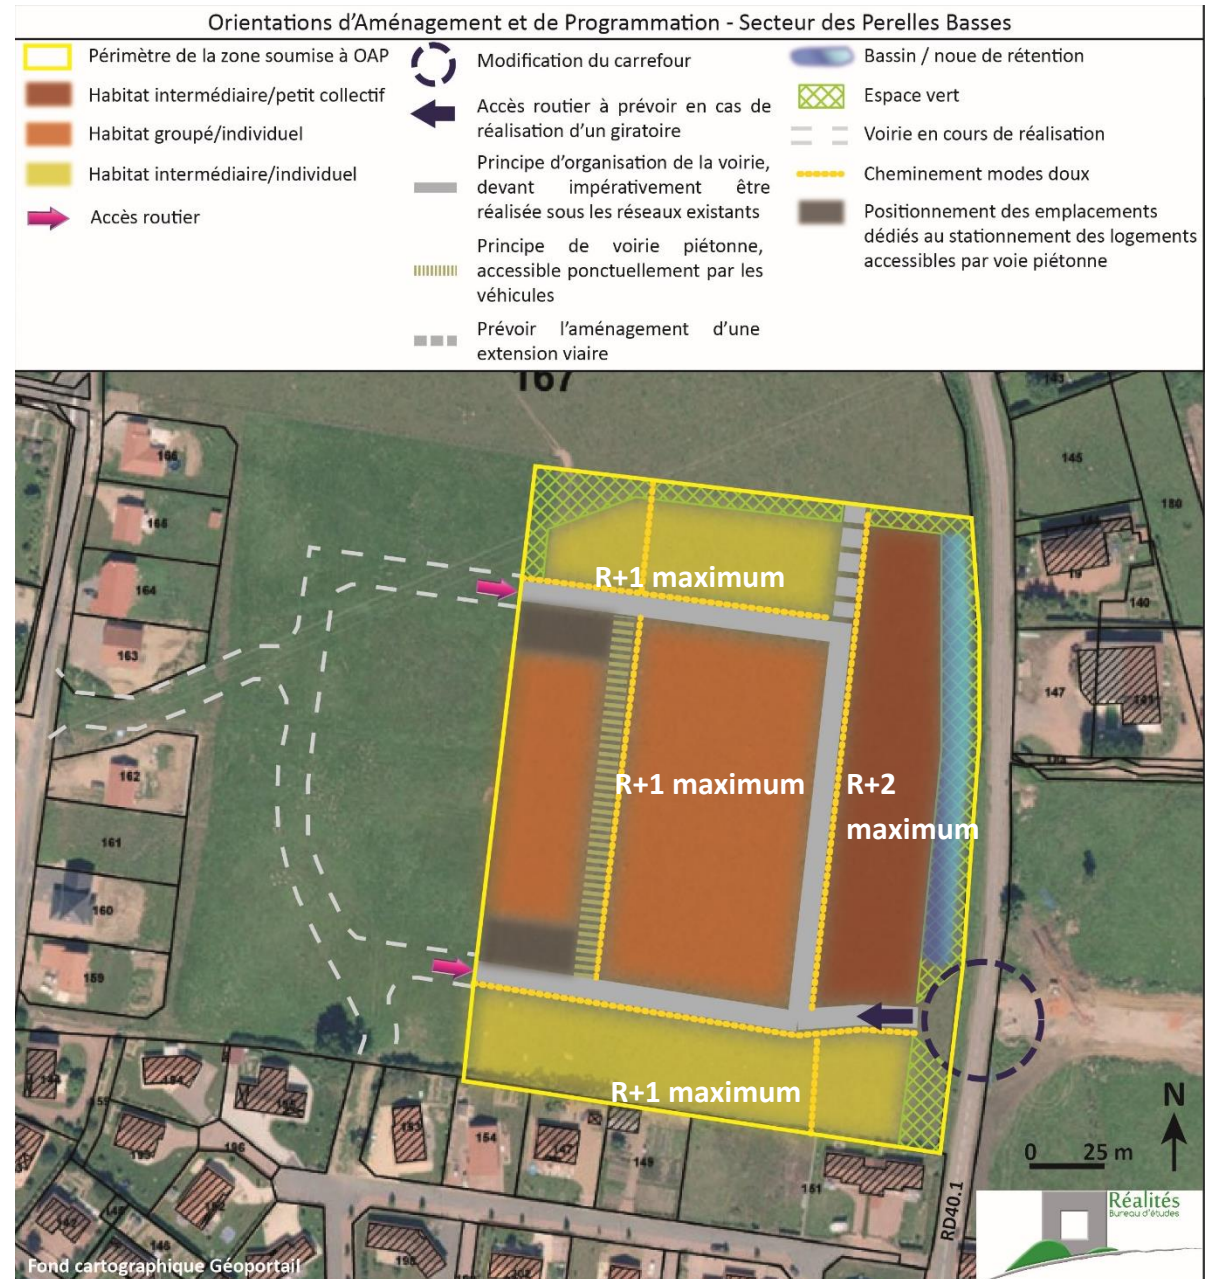 Orientations d'Aménagement et de Programmation - Secteur des Perelles Basses
Périmètre de la zone soumise à OAP
Habitat intermédiaire/petit collectif
Habitat groupé/individuel
Habitat intermédiaire/individuel
Accès routier
Modification du carrefour
Accès routier à prévoir en cas de
réalisation d'un giratoire
Principe d'organisation de la voirie,
devant impérativement être
réalisée sous les réseaux existants
Principe de voirie piétonne,
accessible ponctuellement par les
véhicules
Prévoir l'aménagement d'une
extension viaire
Bassin / noue de rétention
Espace vert
Voirie en cours de réalisation
Cheminement modes doux
Positionnement des emplacements
dédiés au stationnement des logements
accessibles par voie piétonne
167
143
166
145
165
180
164
R+1 maximum
140
163
147
162
R+1 maximum
R+2
maximum
161
160
159
R+1 maximum
154
147
149
151
196
N
0 25 m
RD40.1
Réalités
Bureau d'études
Fond cartographique Géoportail